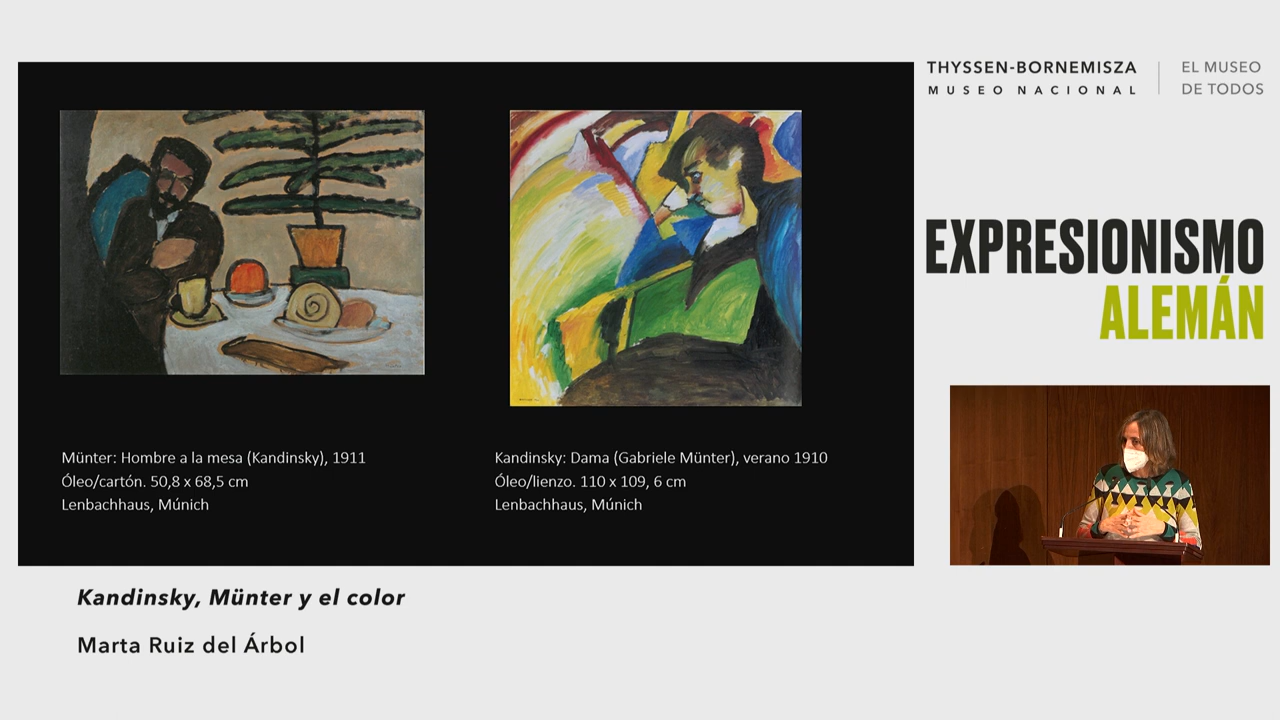 THYSSEN-BORNEMISZA
MUSEO NACIONAL
EL MUSEO
DE TODOS
EXPRESIONISMO
ALEMÁN
Münter: Hombre a la mesa (Kandinsky), 1911
Óleo/cartón. 50,8 x 68,5 cm
Lenbachhaus, Múnich
Kandinsky: Dama (Gabriele Münter), verano 1910
Óleo/lienzo. 110 x 109, 6 cm
Lenbachhaus, Múnich
Kandinsky, Münter y el color
Marta Ruiz del Árbol